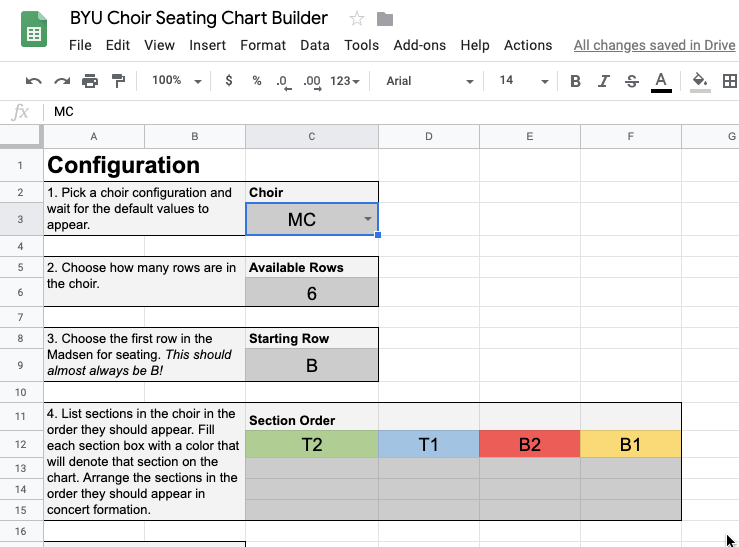 BYU Choir Seating Chart Builder
File Edit View Insert Format Data Tools Add-ons Help Actions All changes saved in Drive
100% $ % .0 .00 123 Arial 14 B I S A
fx MC
A B C D E F G
1 Configuration
2 1. Pick a choir configuration and Choir
wait for the default values to
3 appear. MC
4
5 2. Choose how many rows are in Available Rows
the choir.
6 6
7
8 3. Choose the first row in the Starting Row
Madsen for seating. This should
9 almost always be B! B
10
11 4. List sections in the choir in the Section Order
order they should appear. Fill
12 each section box with a color that T2 T1 B2 B1
13 will denote that section on the
chart. Arrange the sections in the
14 order they should appear in
15 concert formation.
16